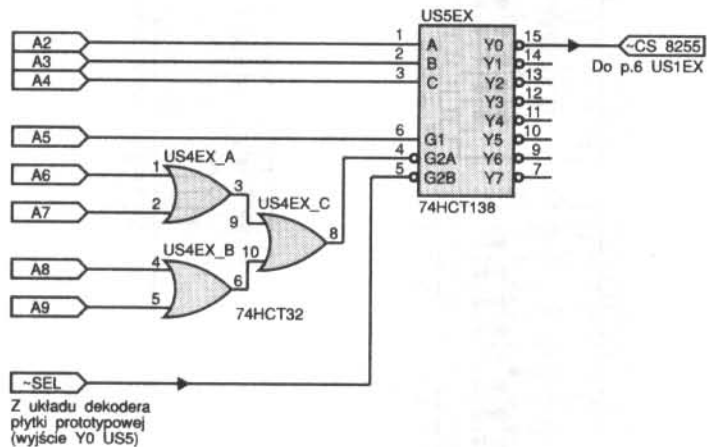 US5EX
A2
A3
A4
A5
A6
A7
A8
A9
~SEL
1
2
3
6
4
5
A
B
C
G1
G2A
G2B
Y0
Y1
Y2
Y3
Y4
Y5
Y6
Y7
15
14
13
12
11
10
9
7
74HCT138
~CS 8255
Do p.6 US1EX
US4EX_A
1
2
3
US4EX_C
9
10
8
US4EX_B
4
5
6
74HCT32
Z układu dekodera
płytki prototypowej
(wyjście Y0 US5)